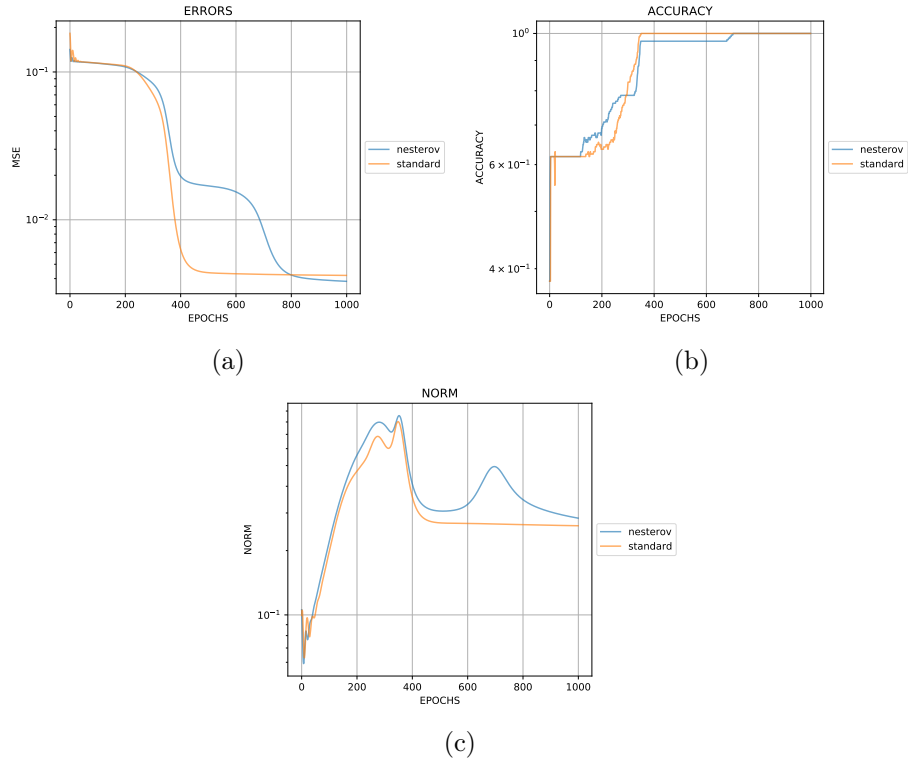 ERRORS
10⁻¹
10⁻²
MSE
0 200 400 600 800 1000
EPOCHS
nesterov
standard
(a)
ACCURACY
10⁰
6 × 10⁻¹
4 × 10⁻¹
ACCURACY
0 200 400 600 800 1000
EPOCHS
nesterov
standard
(b)
NORM
10⁻¹
NORM
0 200 400 600 800 1000
EPOCHS
nesterov
standard
(c)